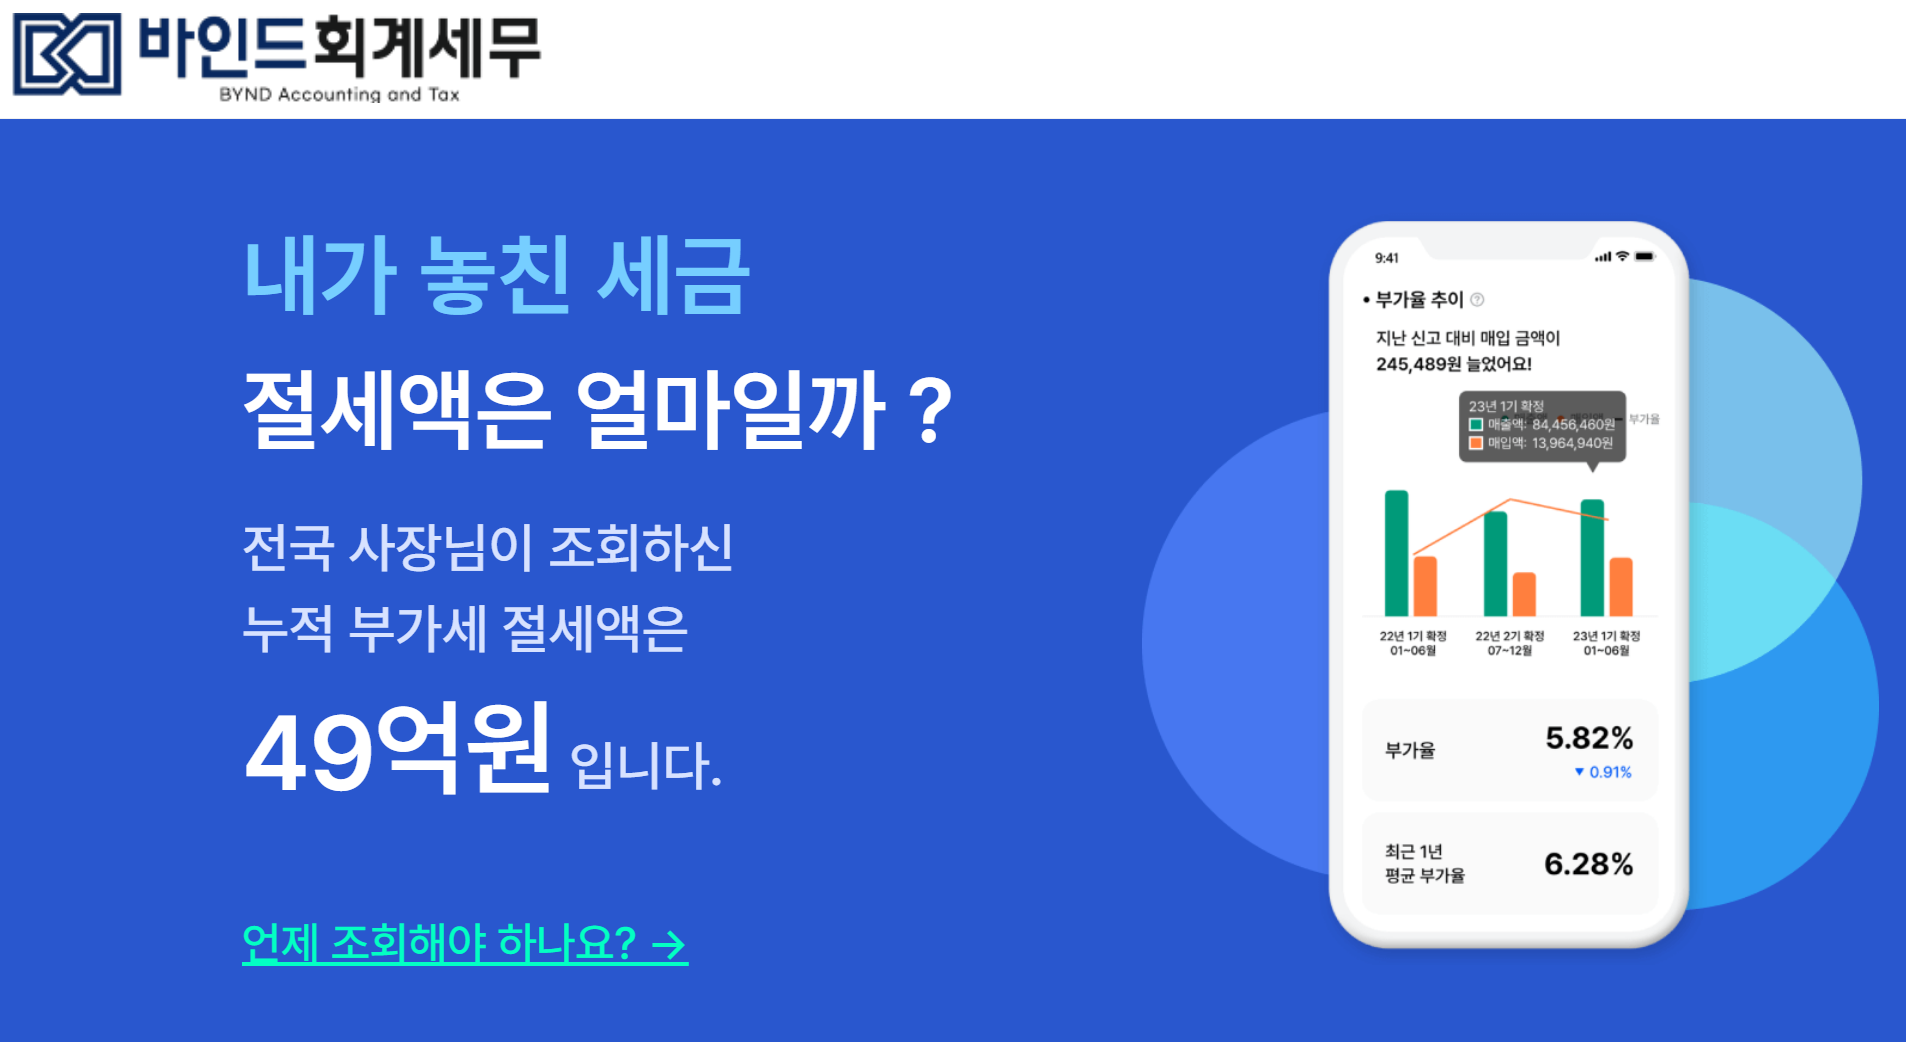 바인드회계세무
BYND Accounting and Tax
내가 놓친 세금
절세액은 얼마일까 ?
전국 사장님이 조회하신
누적 부가세 절세액은
49억원 입니다.
언제 조회해야 하나요? →
9:41
• 부가율 추이 ?
지난 신고 대비 매입 금액이
245,489원 늘었어요!
23년 1기 확정
부가율
매출액: 84,456,460원
매입액: 13,964,940원
22년 1기 확정 22년 2기 확정 23년 1기 확정
01~06월 07~12월 01~06월
부가율 5.82%
▼ 0.91%
최근 1년
평균 부가율 6.28%